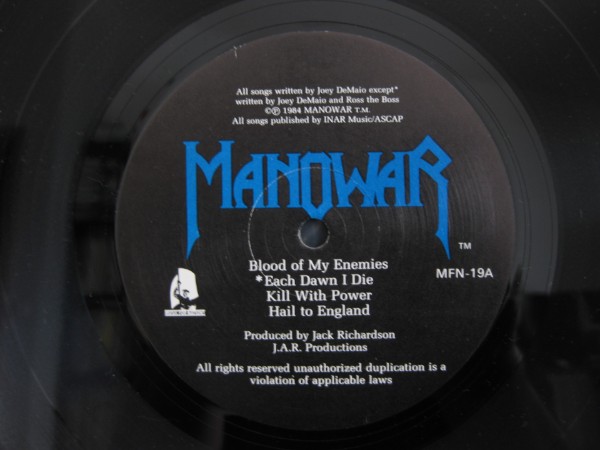 All songs written by Joey DeMaio except*
written by Joey DeMaio and Ross the Boss
©℗ 1984 MANOWAR T.M.
All songs published by INAR Music/ASCAP
MANOWAR
TM
Blood of My Enemies
*Each Dawn I Die
Kill With Power
Hail to England
MFN-19A
Produced by Jack Richardson
J.A.R. Productions
All rights reserved unauthorized duplication is a
violation of applicable laws